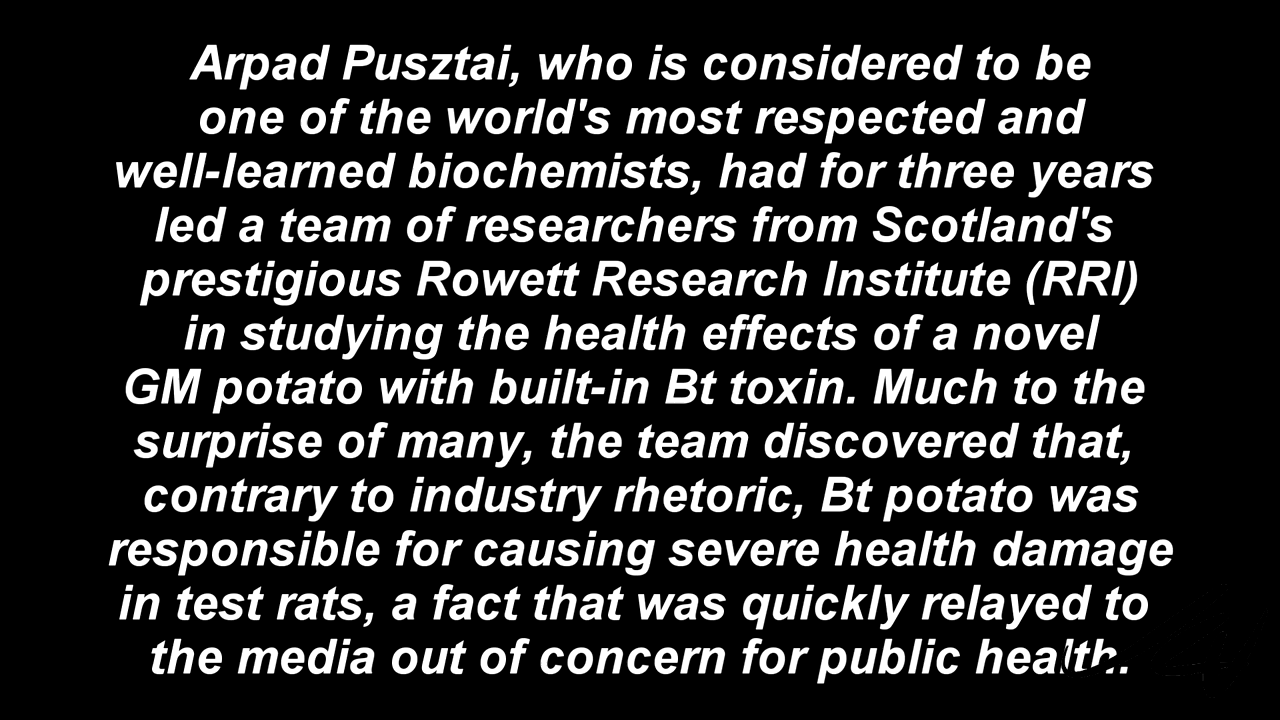 Arpad Pusztai, who is considered to be
one of the world's most respected and
well-learned biochemists, had for three years
led a team of researchers from Scotland's
prestigious Rowett Research Institute (RRI)
in studying the health effects of a novel
GM potato with built-in Bt toxin. Much to the
surprise of many, the team discovered that,
contrary to industry rhetoric, Bt potato was
responsible for causing severe health damage
in test rats, a fact that was quickly relayed to
the media out of concern for public health.